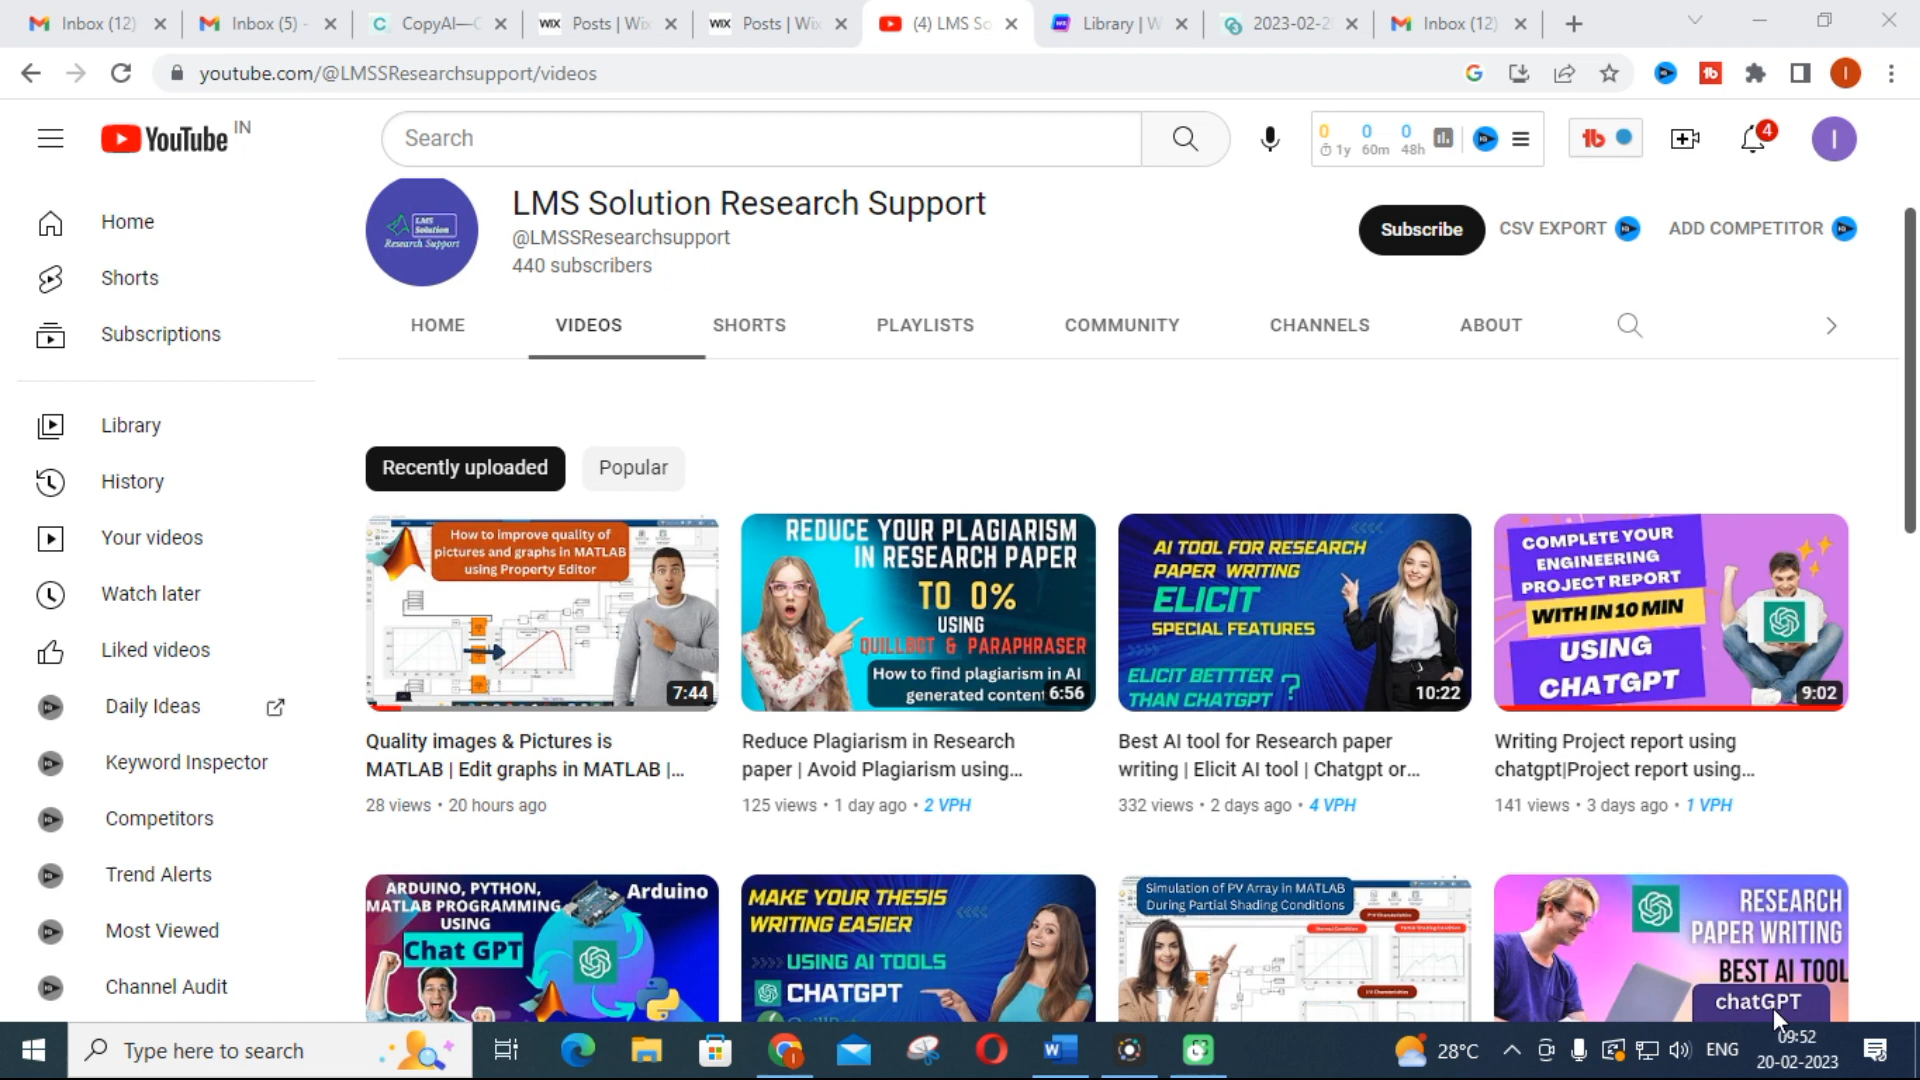 Inbox (12)
Inbox (5) -
CopyAI—C
WIX Posts | Wix
WIX Posts | Wix
(4) LMS So
Library | W
2023-02-2
Inbox (12)
youtube.com/@LMSSResearchsupport/videos
YouTube IN
Search
0 0 0
1y 60m 48h
4
I
LMS Solution Research Support
LMS Solution Research Support
@LMSSResearchsupport
440 subscribers
Subscribe
CSV EXPORT
ADD COMPETITOR
HOME
VIDEOS
SHORTS
PLAYLISTS
COMMUNITY
CHANNELS
ABOUT
Home
Shorts
Subscriptions
Library
History
Your videos
Watch later
Liked videos
Daily Ideas
Keyword Inspector
Competitors
Trend Alerts
Most Viewed
Channel Audit
Recently uploaded
Popular
How to improve quality of
pictures and graphs in MATLAB
using Property Editor
7:44
Quality images & Pictures is
MATLAB | Edit graphs in MATLAB |...
28 views • 20 hours ago
REDUCE YOUR PLAGIARISM
IN RESEARCH PAPER
TO 0%
USING
QUILLBOT & PARAPHRASER
How to find plagiarism in AI
generated content
6:56
Reduce Plagiarism in Research
paper | Avoid Plagiarism using...
125 views • 1 day ago • 2 VPH
AI TOOL FOR RESEARCH
PAPER WRITING
ELICIT
SPECIAL FEATURES
ELICIT BETTTER
THAN CHATGPT ?
10:22
Best AI tool for Research paper
writing | Elicit AI tool | Chatgpt or...
332 views • 2 days ago • 4 VPH
COMPLETE YOUR
ENGINEERING
PROJECT REPORT
WITH IN 10 MIN
USING
CHATGPT
9:02
Writing Project report using
chatgpt|Project report using...
141 views • 3 days ago • 1 VPH
ARDUINO, PYTHON,
MATLAB PROGRAMMING
USING
Chat GPT
Arduino
MAKE YOUR THESIS
WRITING EASIER
USING AI TOOLS
CHATGPT
Simulation of PV Array in MATLAB
During Partial Shading Conditions
RESEARCH
PAPER WRITING
BEST AI TOOL
chatGPT
Type here to search
28°C
ENG
09:52
20-02-2023